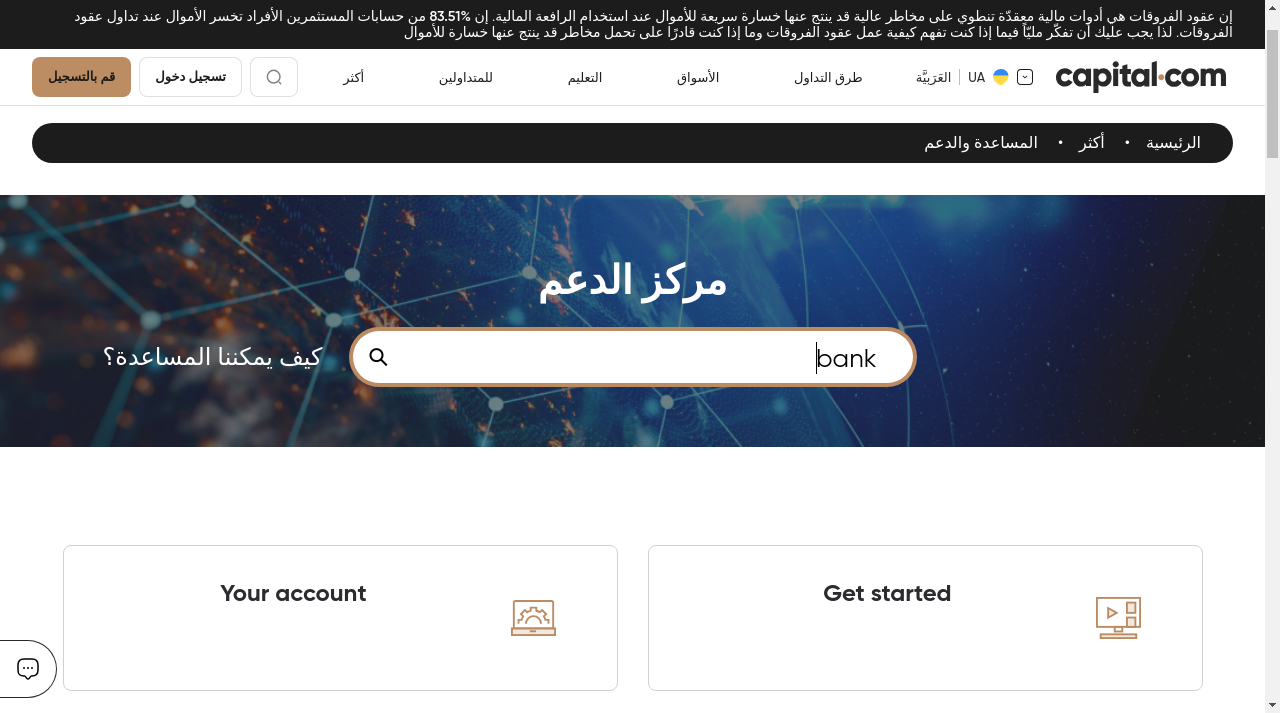 إن عقود الفروقات هي أدوات مالية معقدّة تنطوي على مخاطر عالية قد ينتج عنها خسارة سريعة للأموال عند استخدام الرافعة المالية. إن 83.51% من حسابات المستثمرين الأفراد تخسر الأموال عند تداول عقود
الفروقات. لذا يجب عليك أن تفكّر مليّاً فيما إذا كنت تفهم كيفية عمل عقود الفروقات وما إذا كنت قادرًا على تحمل مخاطر قد ينتج عنها خسارة للأموال
capital.com
UA العَرَبِيَّة
طرق التداول
الأسواق
التعليم
للمتداولين
أكثر
تسجيل دخول
قم بالتسجيل
الرئيسية • أكثر • المساعدة والدعم
مركز الدعم
bank
كيف يمكننا المساعدة؟
Get started
Your account